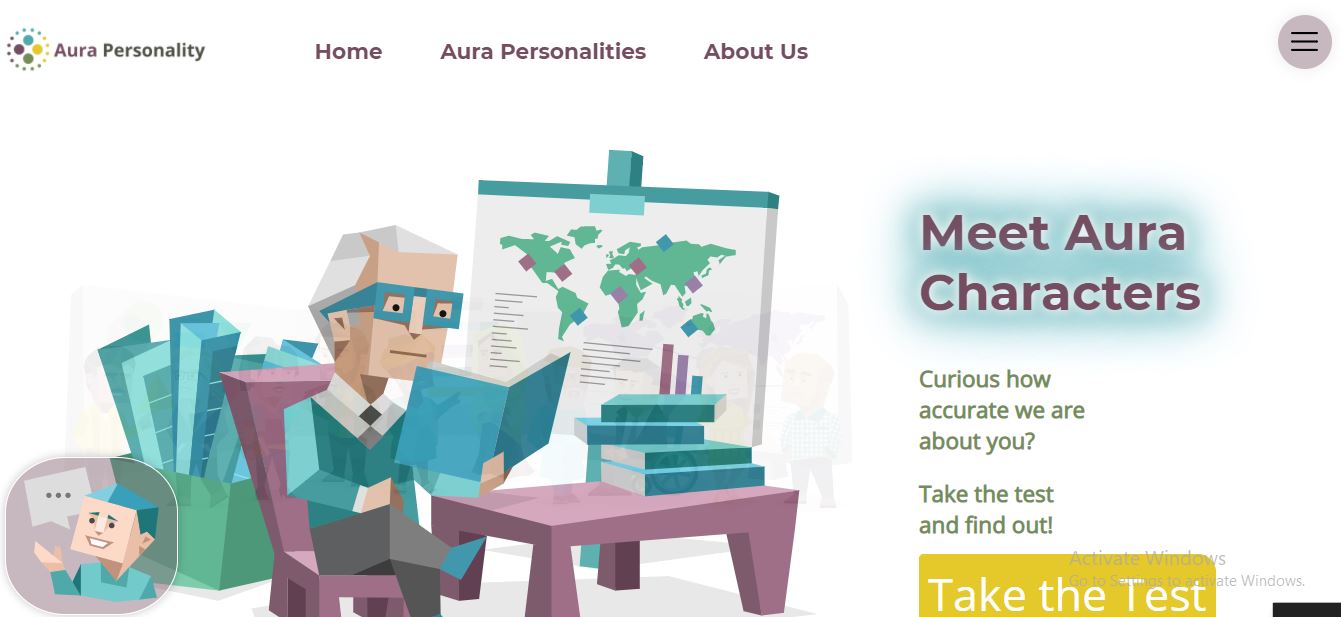 Aura Personality
Home
Aura Personalities
About Us
Meet Aura
Characters
Curious how
accurate we are
about you?
Take the test
and find out!
Activate Windows
Go to Settings to activate Windows.
Take the Test